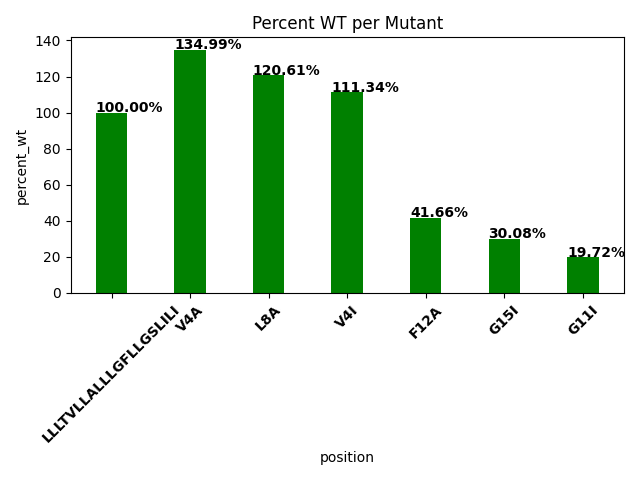 Percent WT per Mutant
percent_wt
140
120
100
80
60
40
20
0
100.00%
134.99%
120.61%
111.34%
41.66%
30.08%
19.72%
LLLTVLLALLLGFLLGSLILI
V4A
L8A
V4I
F12A
G15I
G11I
position